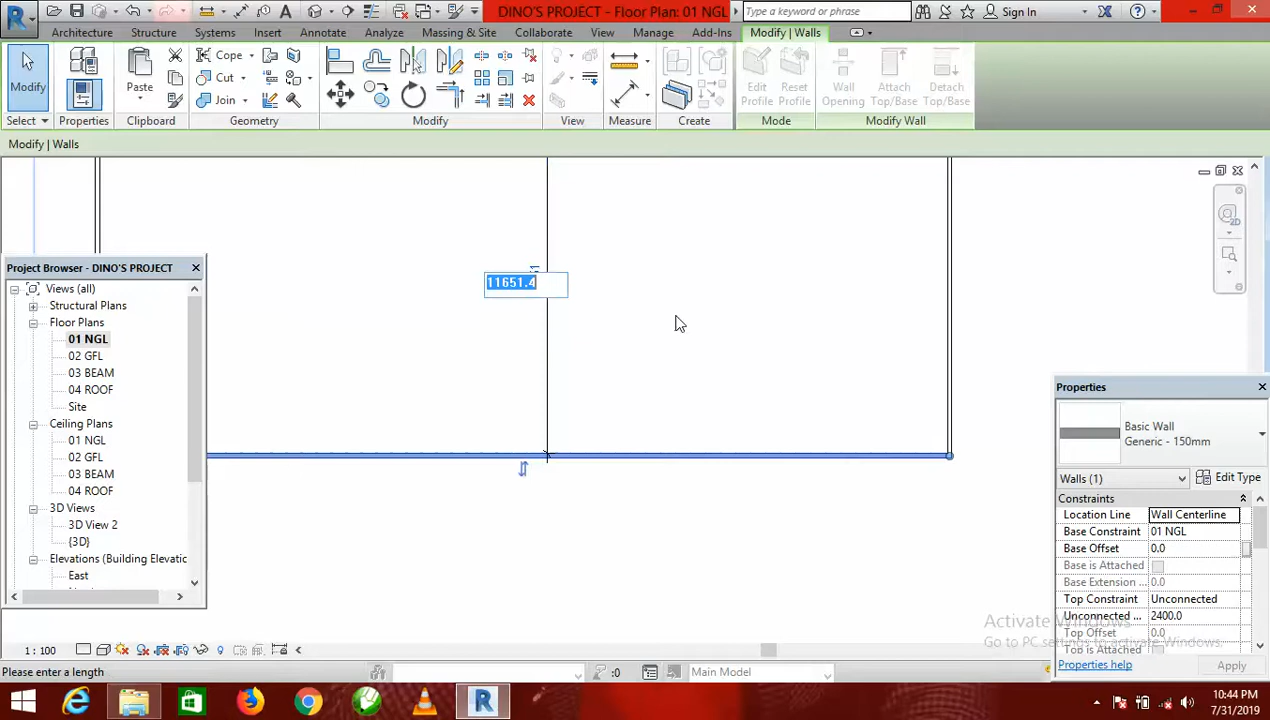 DINO'S PROJECT - Floor Plan: 01 NGL
Type a keyword or phrase
Sign In
Architecture Structure Systems Insert Annotate Analyze Massing & Site Collaborate View Manage Add-Ins Modify | Walls
Modify
Paste
Cope
Cut
Join
Edit Profile
Reset Profile
Wall Opening
Attach Top/Base
Detach Top/Base
Select Properties Clipboard Geometry Modify View Measure Create Mode Modify Wall
Modify | Walls
2D
Project Browser - DINO'S PROJECT
Views (all)
Structural Plans
Floor Plans
01 NGL
02 GFL
03 BEAM
04 ROOF
Site
Ceiling Plans
01 NGL
02 GFL
03 BEAM
04 ROOF
3D Views
3D View 2
{3D}
Elevations (Building Elevatic
East
11651.4
Properties
Basic Wall
Generic - 150mm
Walls (1)
Edit Type
Constraints
Location Line Wall Centerline
Base Constraint 01 NGL
Base Offset 0.0
Base is Attached
Base Extension ... 0.0
Top Constraint Unconnected
Unconnected ... 2400.0
Top Offset 0.0
Top is Attached
Properties help
Apply
Activate Windows
Go to PC settings to activate Windows.
1 : 100
Please enter a length
:0
Main Model
10:44 PM
7/31/2019